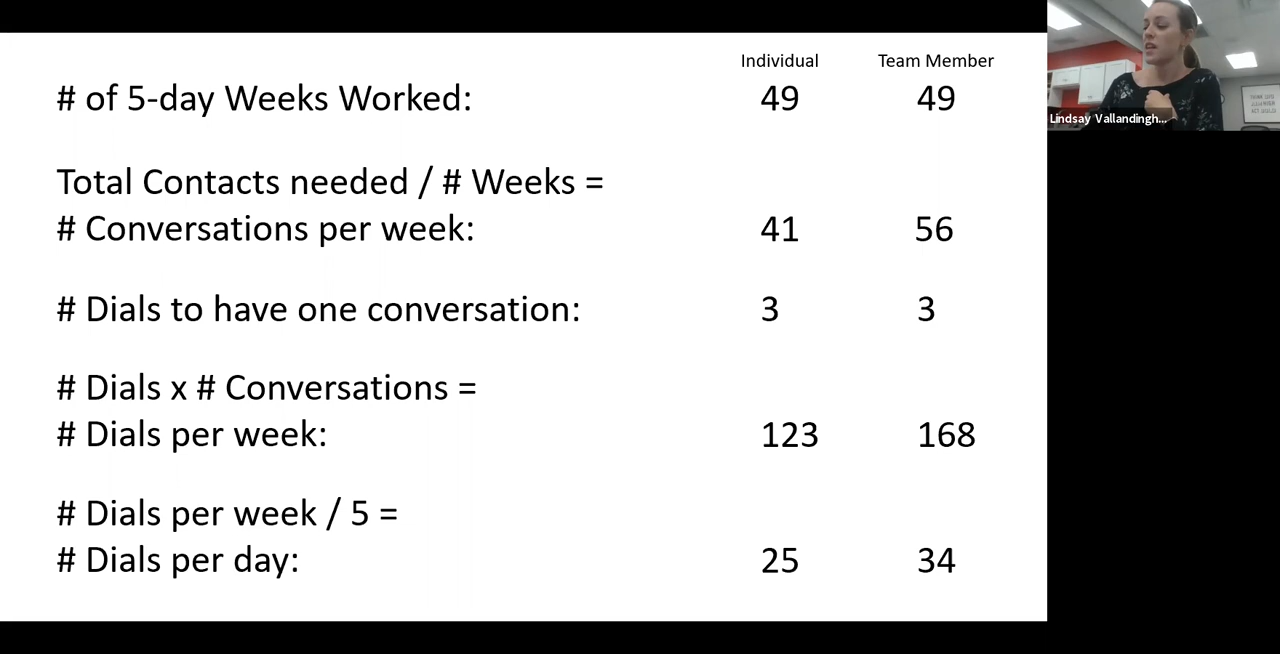 Individual Team Member
# of 5-day Weeks Worked: 49 49
Total Contacts needed / # Weeks =
# Conversations per week: 41 56
# Dials to have one conversation: 3 3
# Dials x # Conversations =
# Dials per week: 123 168
# Dials per week / 5 =
# Dials per day: 25 34
Lindsay Vallandingh...